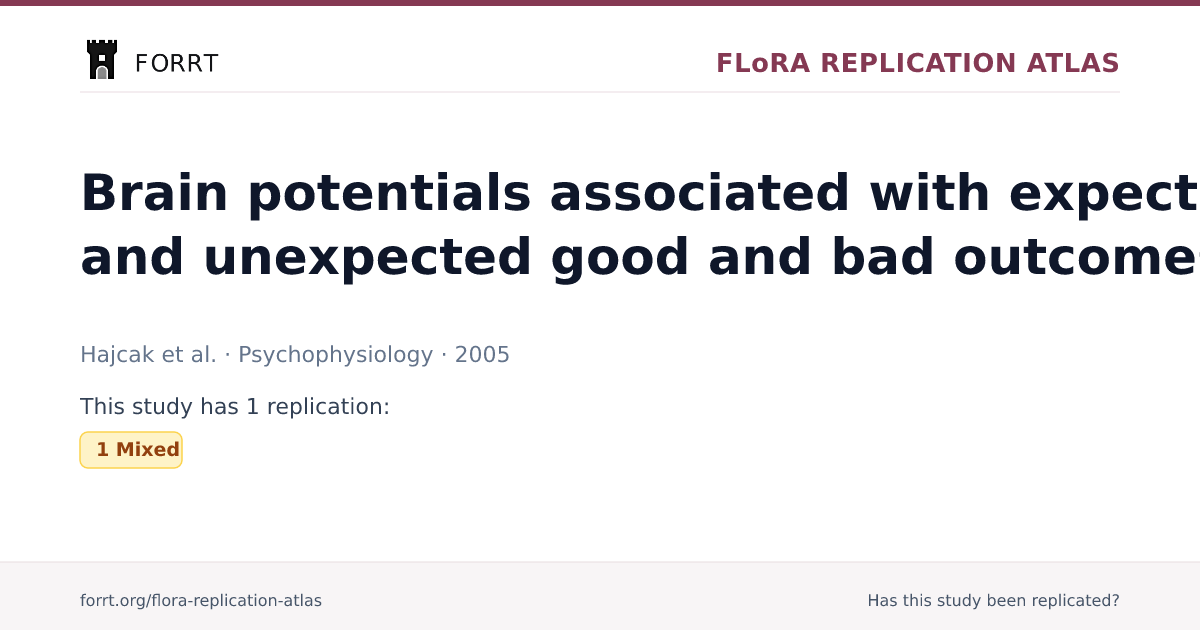 FORRT
FLoRA REPLICATION ATLAS
Brain potentials associated with expect
and unexpected good and bad outcome
Hajcak et al. · Psychophysiology · 2005
This study has 1 replication:
1 Mixed
forrt.org/flora-replication-atlas
Has this study been replicated?